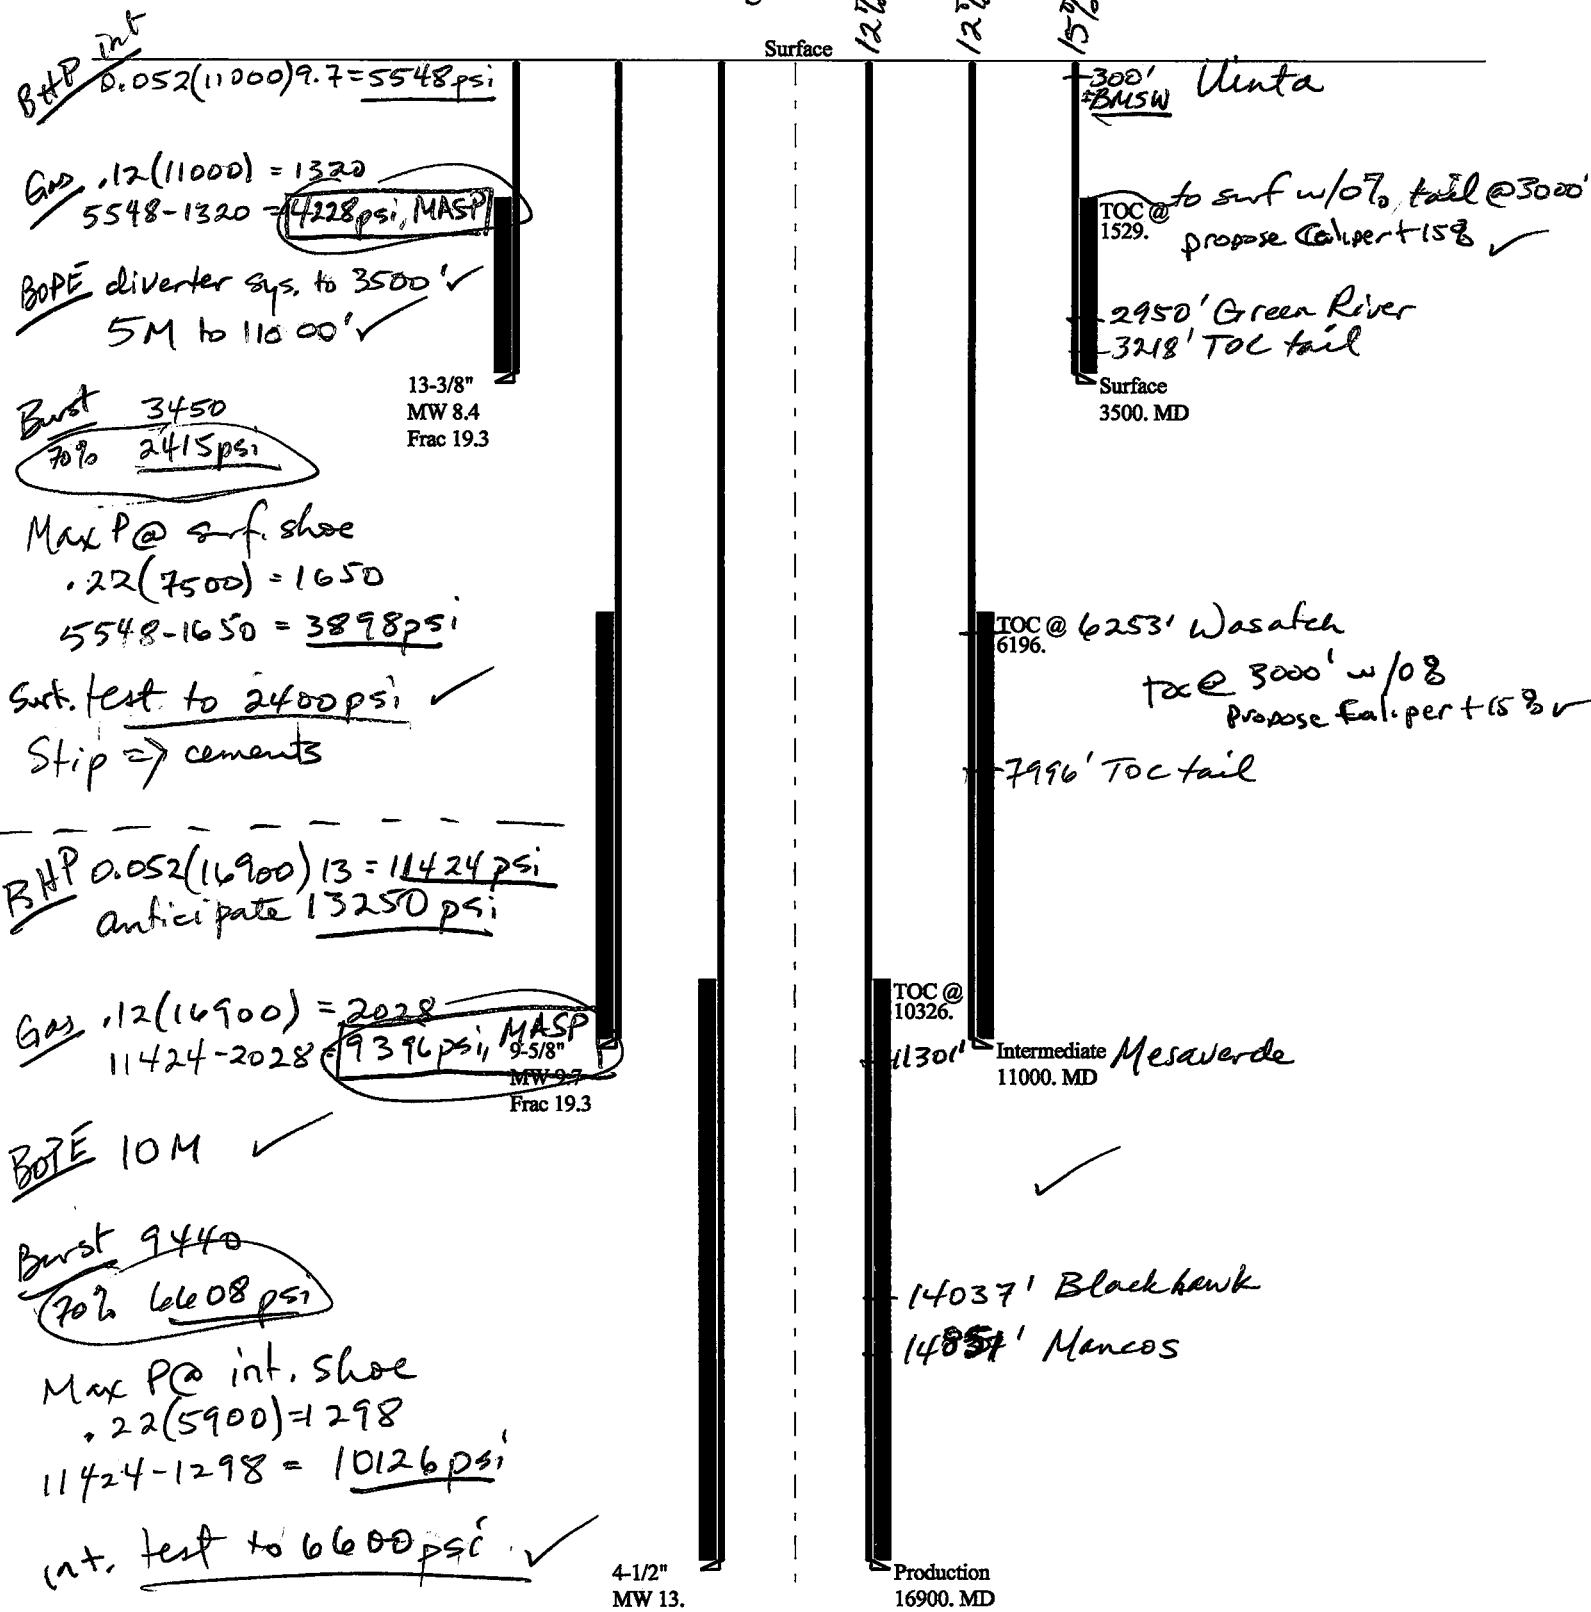 Surface
12%
12%
15%
BHP int
0.052(11000)9.7=5548psi
Gas .12(11000) = 1320
5548-1320 = 4228psi, MASP
BOPE diverter sys. to 3500' ✓
5M to 11000' ✓
Burst 3450
70% 2415psi
Max P@ surf. shoe
.22(7500) = 1650
5548-1650 = 3898psi
Surf. test to 2400psi ✓
Stip => cements
BHP 0.052(16900)13 = 11424psi
anticipate 13250psi
Gas .12(16900) = 2028
11424-2028 = 9396psi, MASP
BOPE 10M ✓
Burst 9440
70% 6608psi
Max P@ int. shoe
.22(5900)=1298
11424-1298 = 10126psi
int. test to 6600psi ✓
13-3/8"
MW 8.4
Frac 19.3
9-5/8"
MW 9.7
Frac 19.3
4-1/2"
MW 13.
300' Uinta
±BMSW
TOC @
1529.
to surf w/0%, tail @3000'
propose Caliper+15% ✓
2950' Green River
3218' TOC tail
Surface
3500. MD
TOC @
6196.
6253' Wasatch
toc@ 3000' w/0%
propose Caliper+15% ✓
7996' TOC tail
TOC @
10326.
Intermediate
11000. MD
11301' Mesaverde
✓
14037' Blackhawk
Mancos
Production
16900. MD